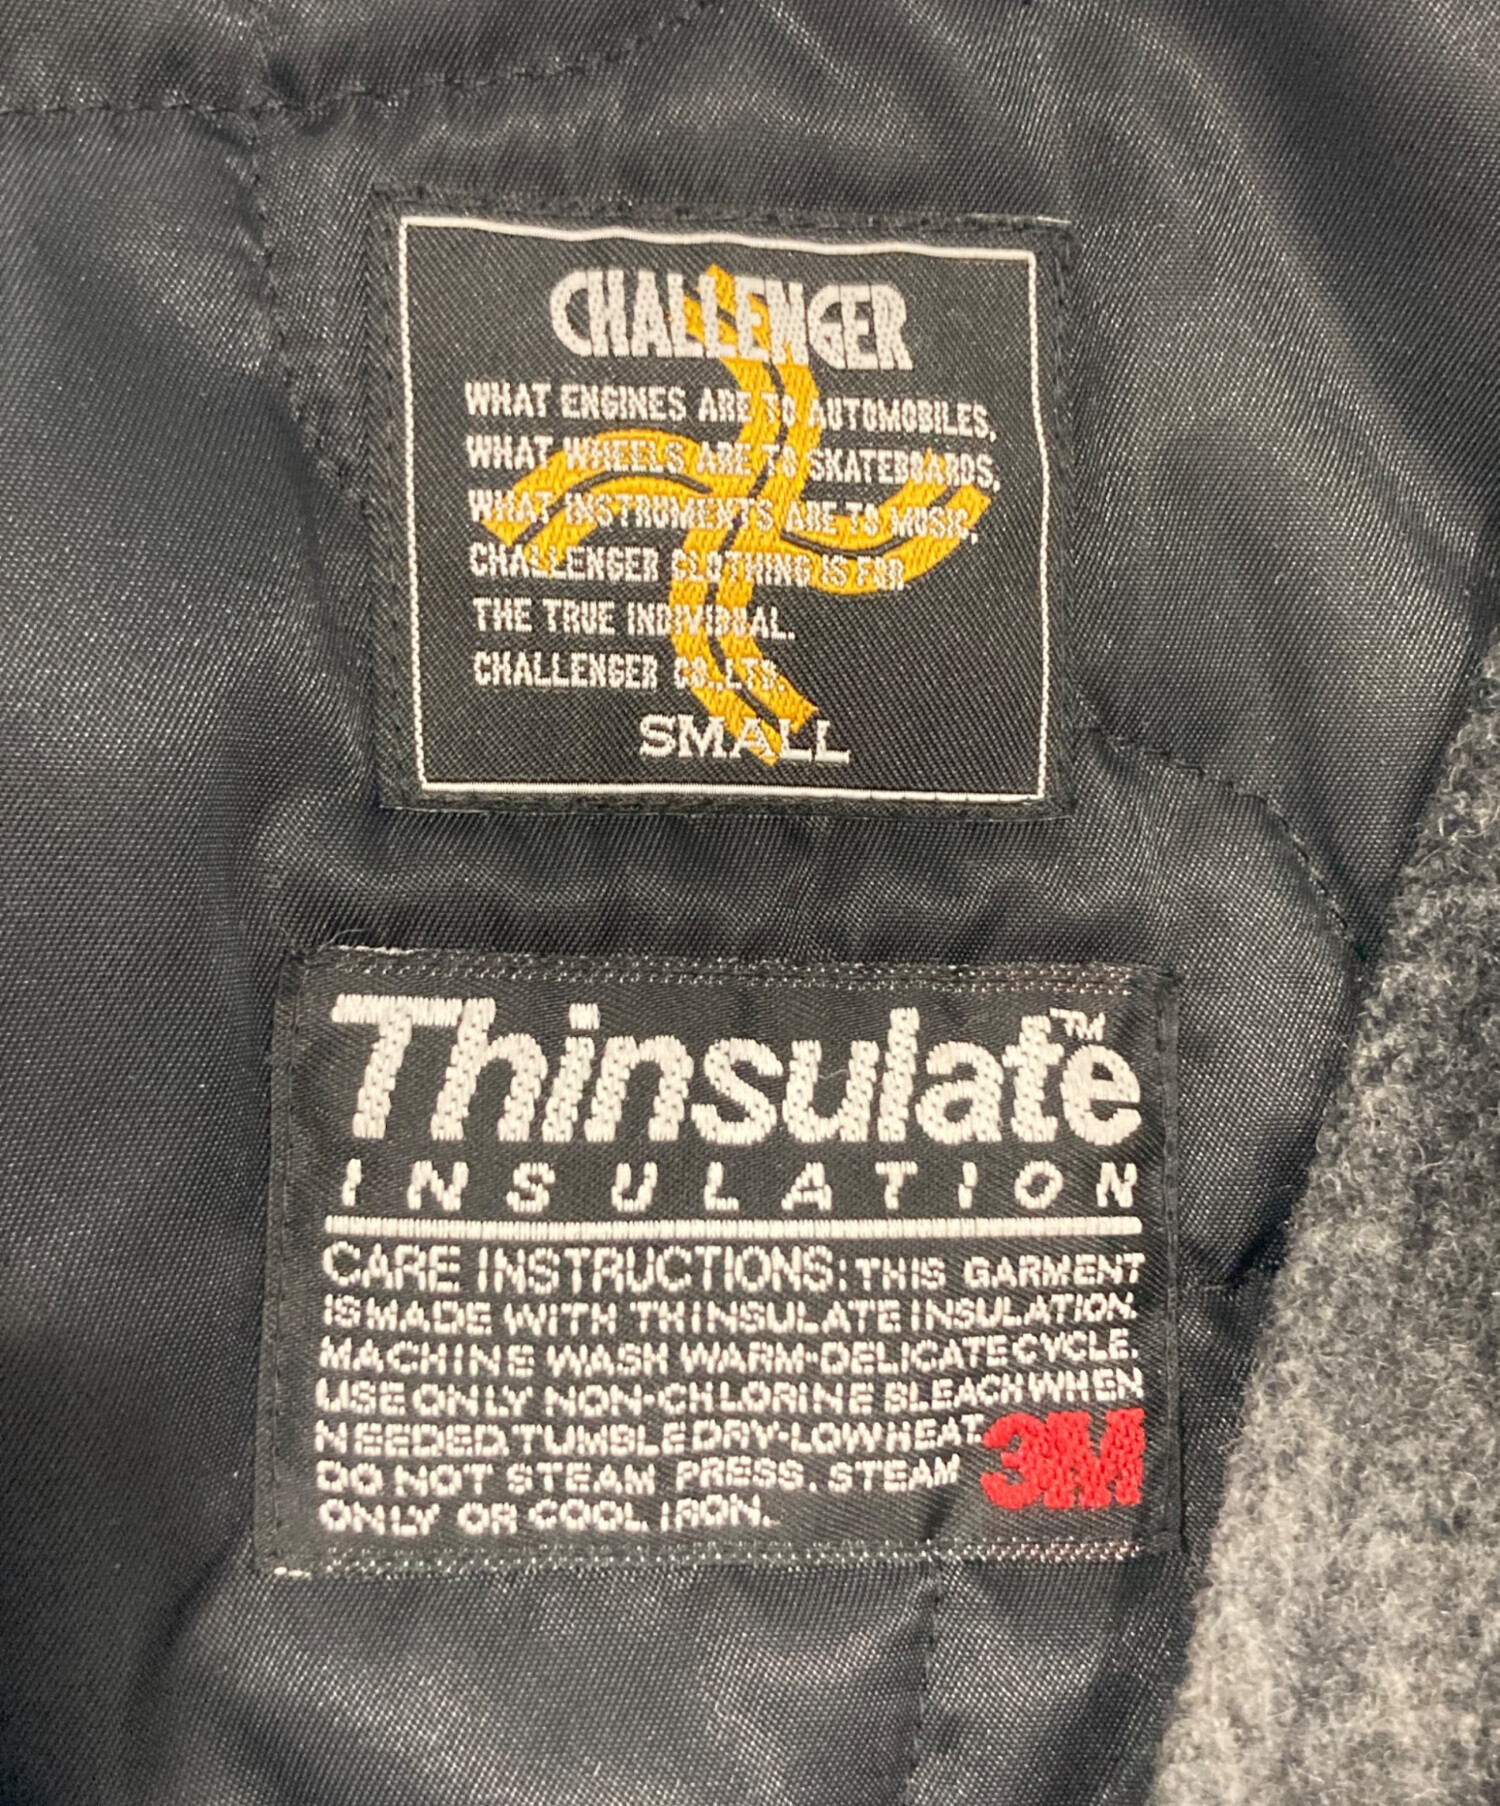 CHALLENGER
WHAT ENGINES ARE TO AUTOMOBILES,
WHAT WHEELS ARE TO SKATEBOARDS,
WHAT INSTRUMENTS ARE TO MUSIC,
CHALLENGER CLOTHING IS FOR
THE TRUE INDIVIDUAL.
CHALLENGER CO.,LTD.
SMALL
Thinsulate™
INSULATION
CARE INSTRUCTIONS: THIS GARMENT
IS MADE WITH THINSULATE INSULATION.
MACHINE WASH WARM-DELICATE CYCLE.
USE ONLY NON-CHLORINE BLEACH WHEN
NEEDED. TUMBLE DRY-LOW HEAT.
DO NOT STEAM PRESS. STEAM
ONLY OR COOL IRON.
3M